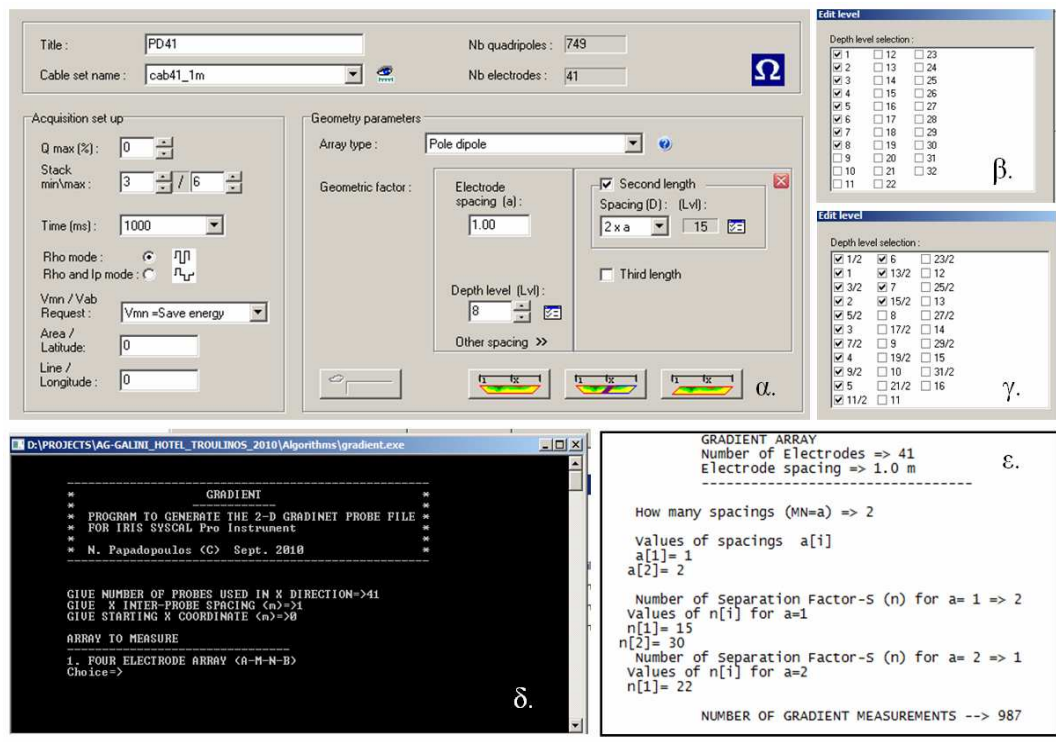 Title : PD41 Nb quadripoles : 749
Cable set name : cab41_1m Nb electrodes : 41
Ω
Acquisition set up
Q max (%) : 0
Stack
min\max : 3 / 6
Time (ms) : 1000
Rho mode :
Rho and Ip mode :
Vmn / Vab
Request : Vmn =Save energy
Area /
Latitude: 0
Line /
Longitude : 0
Geometry parameters
Array type : Pole dipole
Geometric factor :
Electrode
spacing (a) :
1.00
Depth level (Lvl) :
8
Other spacing >>
Second length
Spacing (D) : (Lvl) :
2 x a 15
Third length
α.
Edit level
Depth level selection :
1 12 23
2 13 24
3 14 25
4 15 26
5 16 27
6 17 28
7 18 29
8 19 30
9 20 31
10 21 32
11 22
β.
Edit level
Depth level selection :
1/2 6 23/2
1 13/2 12
3/2 7 25/2
2 15/2 13
5/2 8 27/2
3 17/2 14
7/2 9 29/2
4 19/2 15
9/2 10 31/2
5 21/2 16
11/2 11
γ.
D:\PROJECTS\AG-GALINI_HOTEL_TROULINOS_2010\Algorithms\gradient.exe
* GRADIENT *
* PROGRAM TO GENERATE THE 2-D GRADINET PROBE FILE *
* FOR IRIS SYSCAL Pro Instrument *
* N. Papadopoulos (C) Sept. 2010 *
GIVE NUMBER OF PROBES USED IN X DIRECTION=>41
GIVE X INTER-PROBE SPACING (m)=>1
GIVE STARTING X COORDINATE (m)=>0
ARRAY TO MEASURE
1. FOUR ELECTRODE ARRAY (A-M-N-B)
Choice=>
δ.
GRADIENT ARRAY
Number of Electrodes => 41
Electrode spacing => 1.0 m
ε.
How many spacings (MN=a) => 2
Values of spacings a[i]
a[1]= 1
a[2]= 2
Number of Separation Factor-S (n) for a= 1 => 2
Values of n[i] for a=1
n[1]= 15
n[2]= 30
Number of Separation Factor-S (n) for a= 2 => 1
Values of n[i] for a=2
n[1]= 22
NUMBER OF GRADIENT MEASUREMENTS --> 987